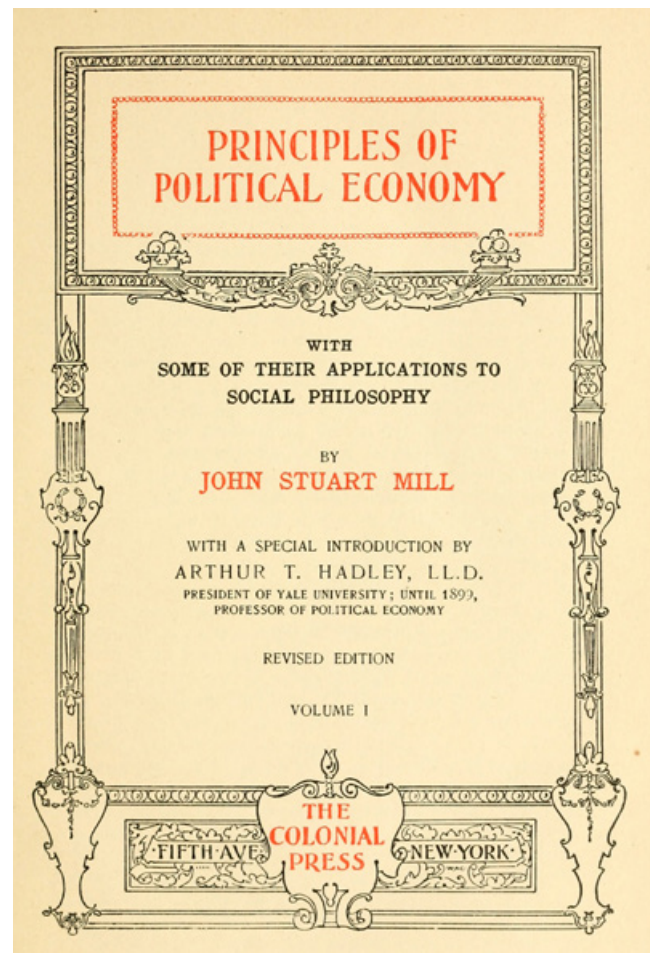 PRINCIPLES OF
POLITICAL ECONOMY
WITH
SOME OF THEIR APPLICATIONS TO
SOCIAL PHILOSOPHY
BY
JOHN STUART MILL
WITH A SPECIAL INTRODUCTION BY
ARTHUR T. HADLEY, LL.D.
PRESIDENT OF YALE UNIVERSITY; UNTIL 1899,
PROFESSOR OF POLITICAL ECONOMY
REVISED EDITION
VOLUME I
THE
COLONIAL
PRESS
·FIFTH·AVE. NEW·YORK·